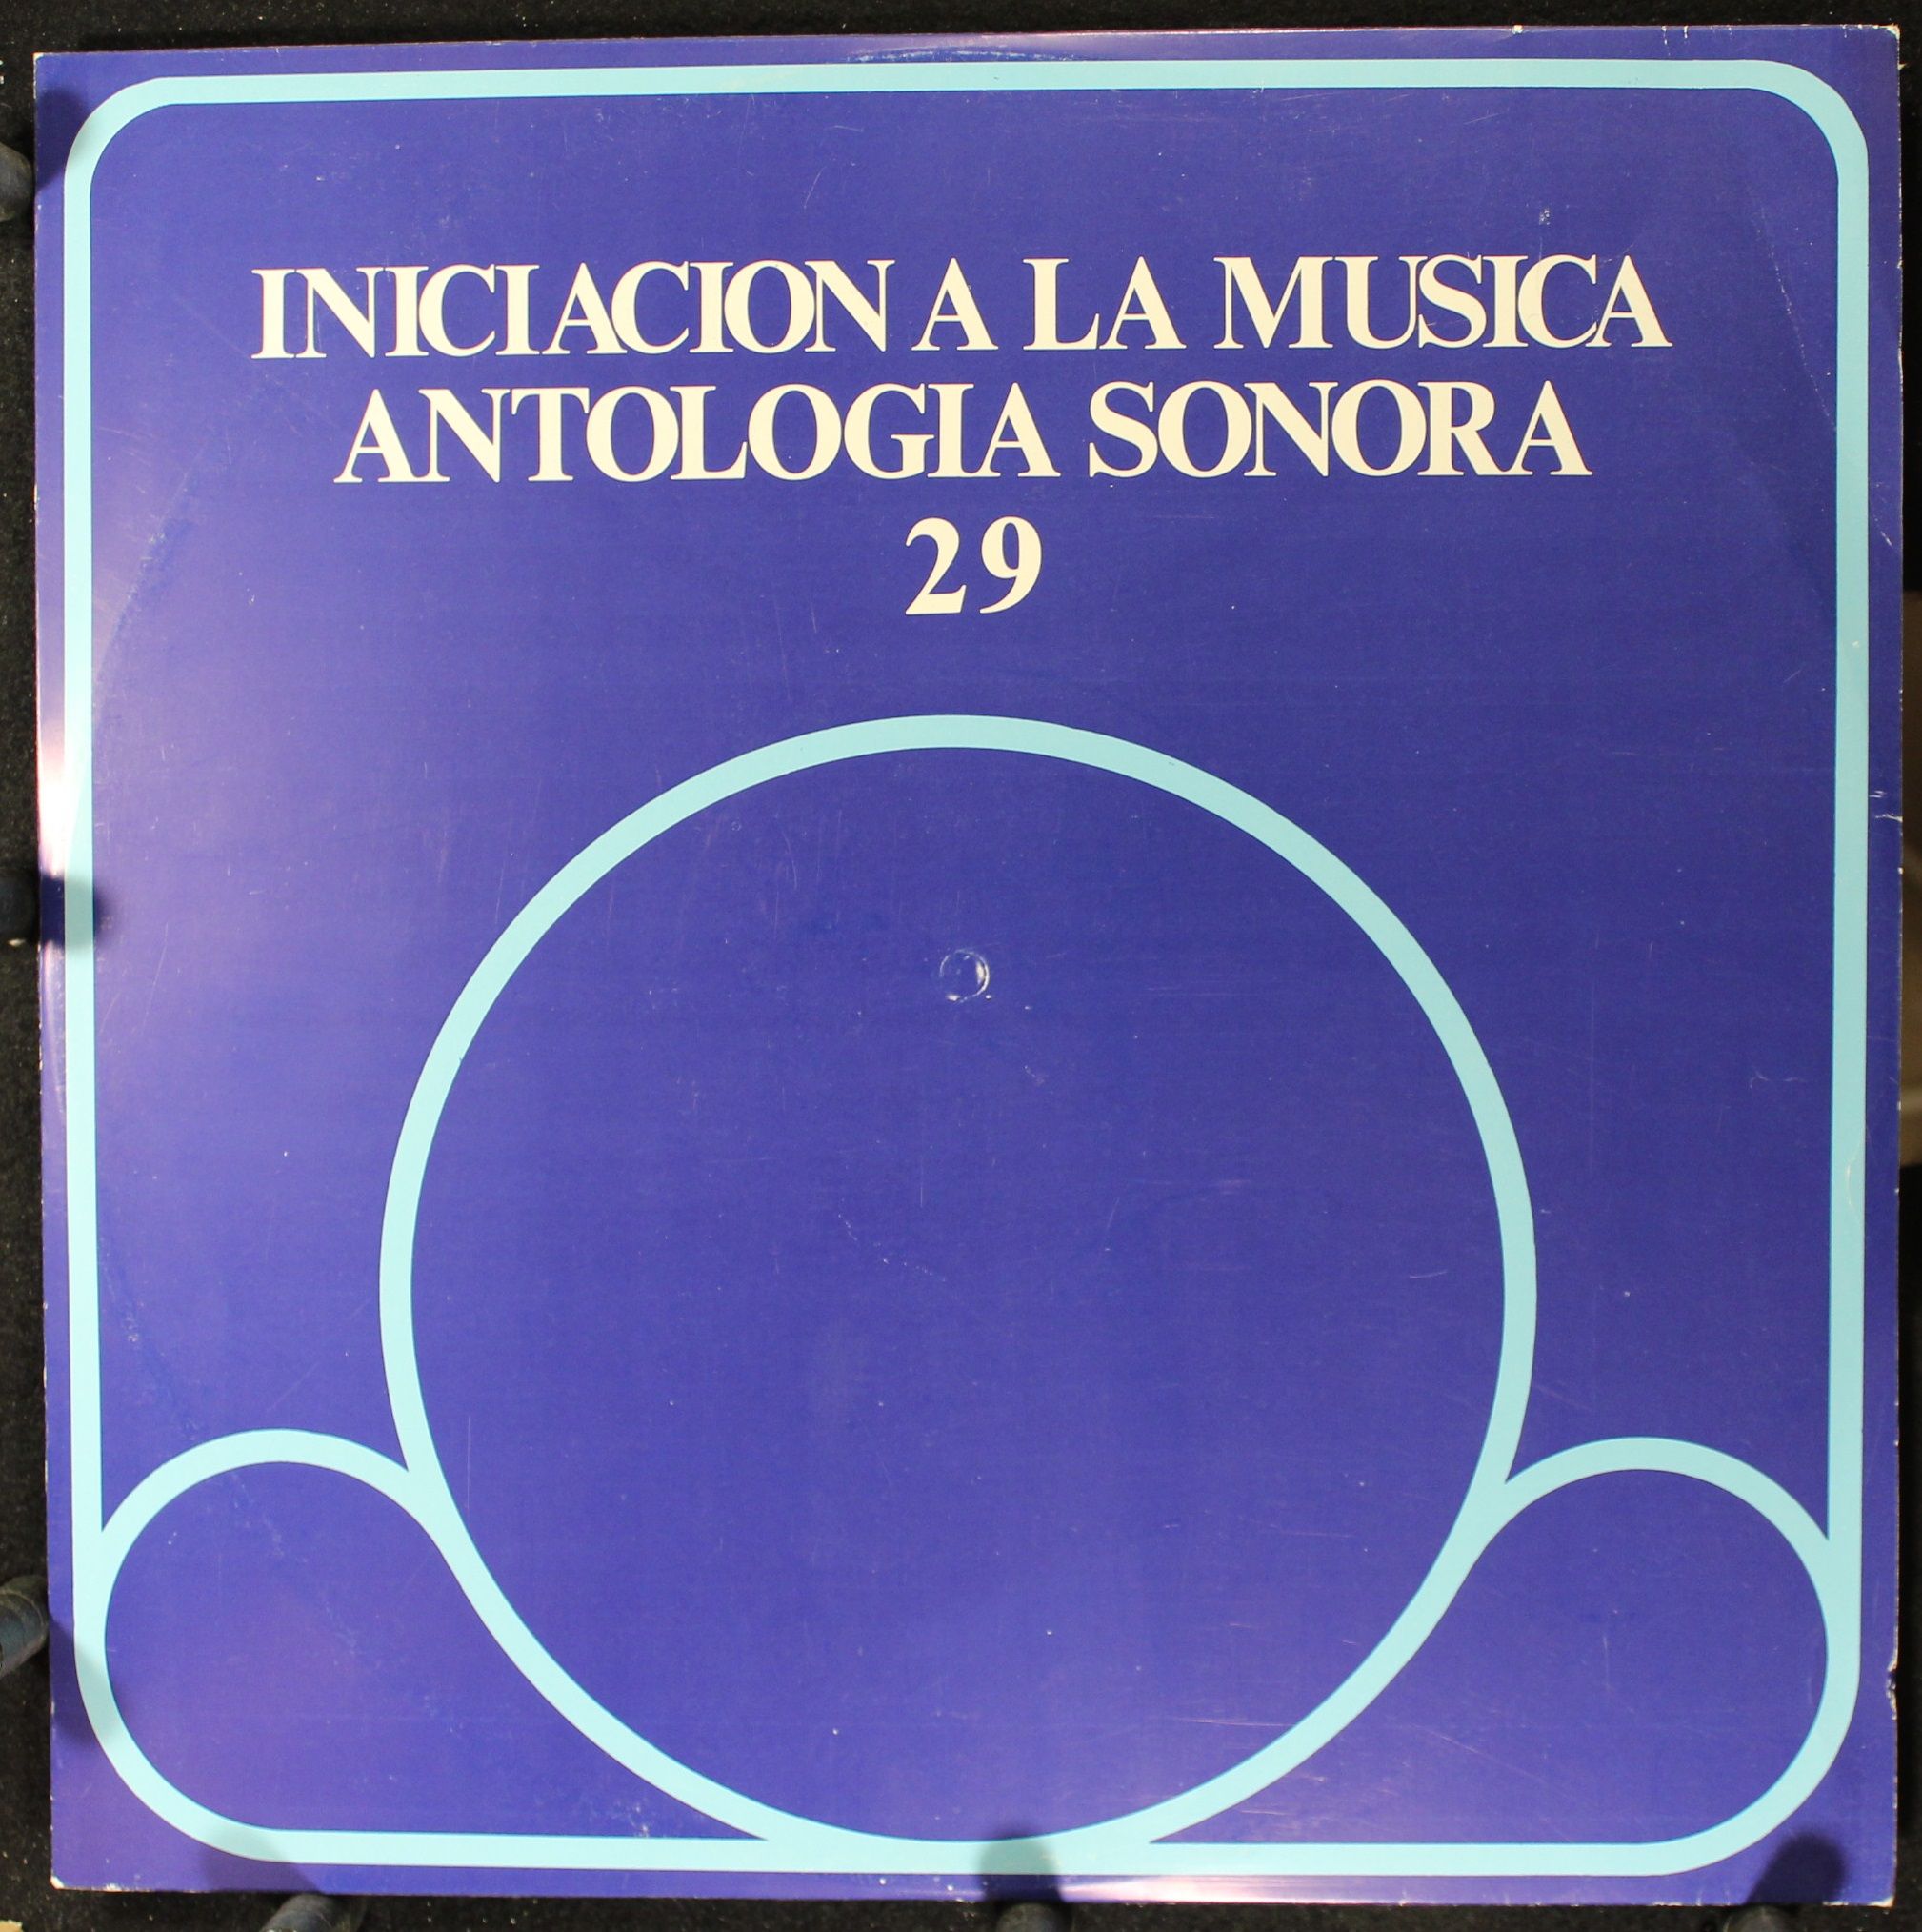 INICIACION A LA MUSICA
ANTOLOGIA SONORA
29